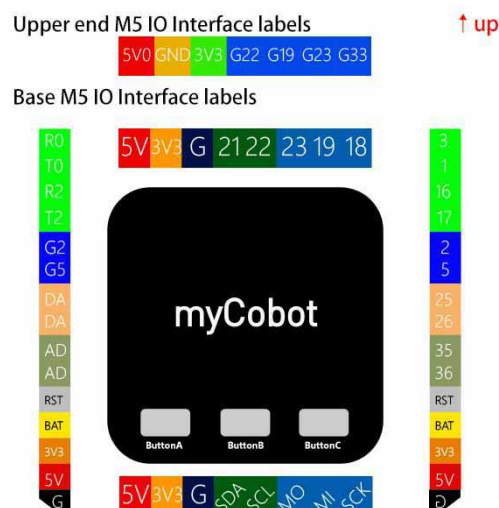 Upper end M5 IO Interface labels
↑ up
5V0 GND 3V3 G22 G19 G23 G33
Base M5 IO Interface labels
5V 3V3 G 21 22 23 19 18
R0
T0
R2
T2
G2
G5
DA
DA
AD
AD
RST
BAT
3V3
5V
G
myCobot
ButtonA ButtonB ButtonC
3
1
16
17
2
5
25
26
35
36
RST
BAT
3V3
5V
G
5V 3V3 G SDA SCL MO MI SCK